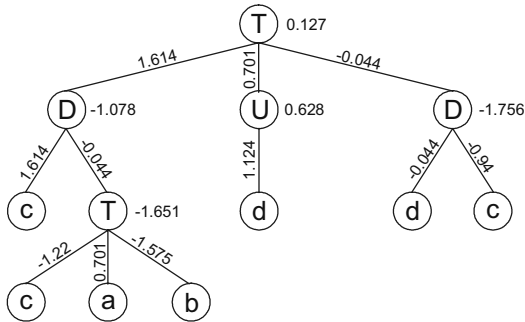 T 0.127
1.614 0.701 -0.044
D -1.078 U 0.628 D -1.756
1.614 -0.044 1.124 -0.044 -0.94
c T -1.651 d d c
-1.22 0.701 -1.575
c a b